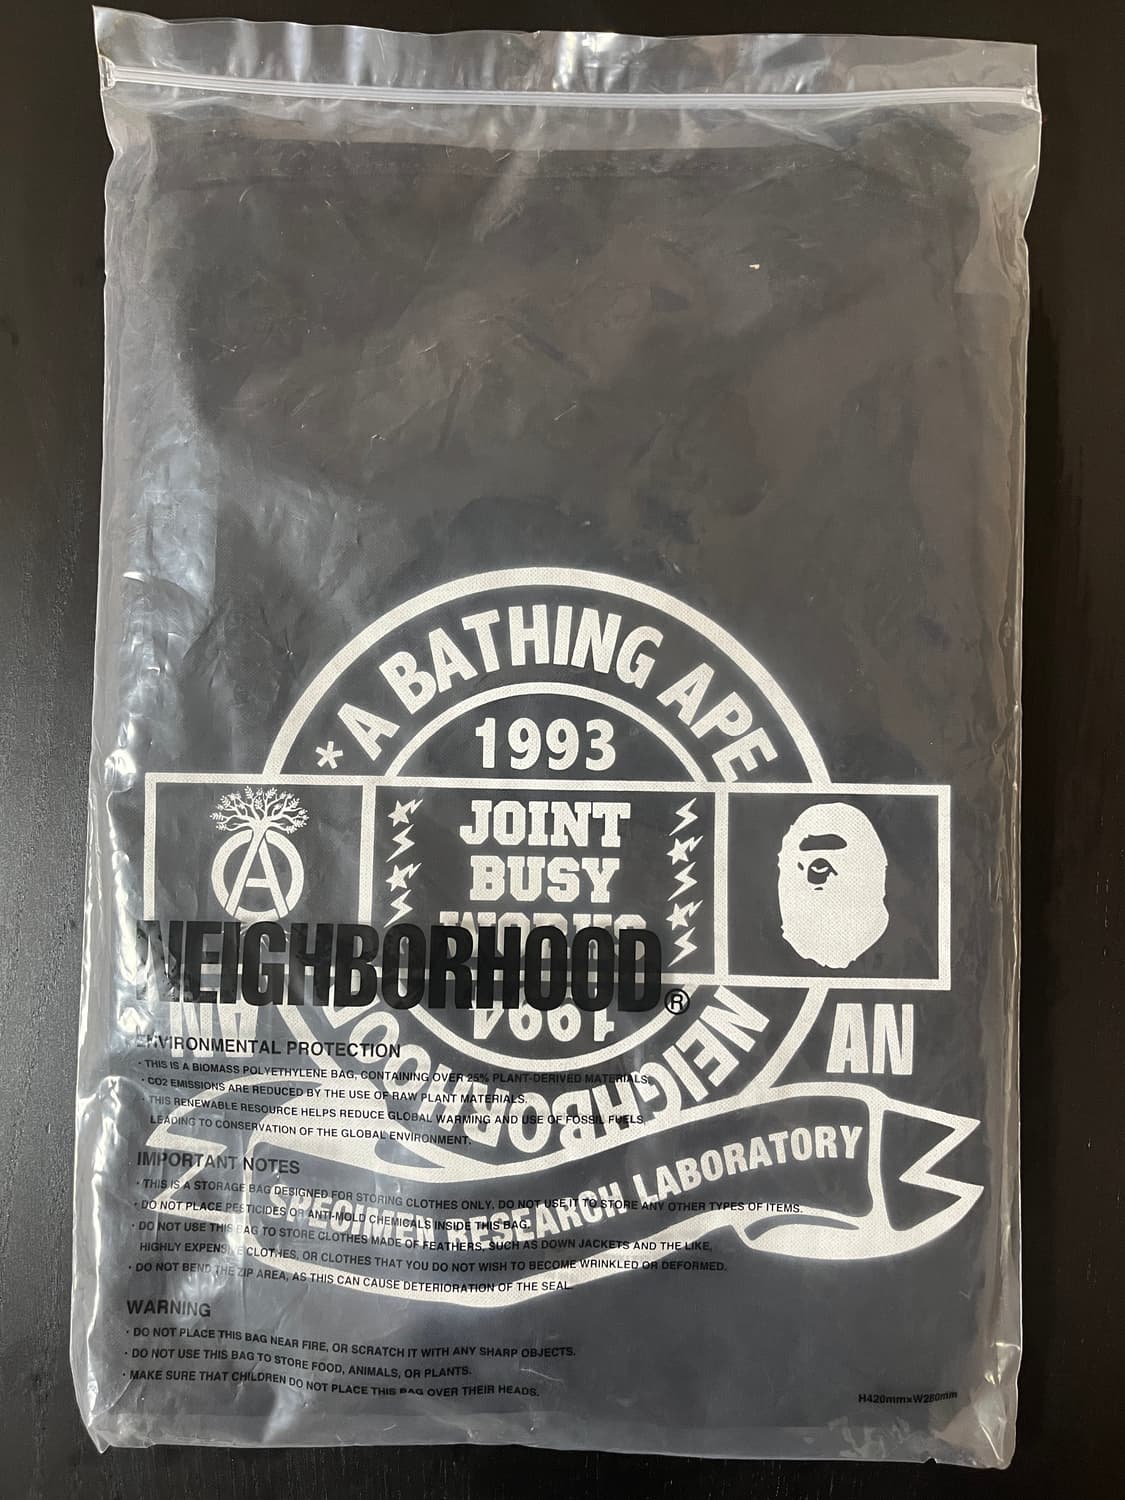 * A BATHING APE
1993
JOINT
BUSY
WORKS
NEIGHBORHOOD®
1994
NEIGHBORHOOD
AN
AN
SPECIMEN RESEARCH LABORATORY
ENVIRONMENTAL PROTECTION
· THIS IS A BIOMASS POLYETHYLENE BAG, CONTAINING OVER 25% PLANT-DERIVED MATERIALS.
· CO2 EMISSIONS ARE REDUCED BY THE USE OF RAW PLANT MATERIALS.
· THIS RENEWABLE RESOURCE HELPS REDUCE GLOBAL WARMING AND USE OF FOSSIL FUELS,
LEADING TO CONSERVATION OF THE GLOBAL ENVIRONMENT.
IMPORTANT NOTES
· THIS IS A STORAGE BAG DESIGNED FOR STORING CLOTHES ONLY, DO NOT USE IT TO STORE ANY OTHER TYPES OF ITEMS.
· DO NOT PLACE PESTICIDES OR ANTI-MOLD CHEMICALS INSIDE THIS BAG.
· DO NOT USE THIS BAG TO STORE CLOTHES MADE OF FEATHERS, SUCH AS DOWN JACKETS AND THE LIKE,
HIGHLY EXPENSIVE CLOTHES, OR CLOTHES THAT YOU DO NOT WISH TO BECOME WRINKLED OR DEFORMED.
· DO NOT BEND THE ZIP AREA, AS THIS CAN CAUSE DETERIORATION OF THE SEAL.
WARNING
· DO NOT PLACE THIS BAG NEAR FIRE, OR SCRATCH IT WITH ANY SHARP OBJECTS.
· DO NOT USE THIS BAG TO STORE FOOD, ANIMALS, OR PLANTS.
· MAKE SURE THAT CHILDREN DO NOT PLACE THIS BAG OVER THEIR HEADS.
H420mmxW280mm